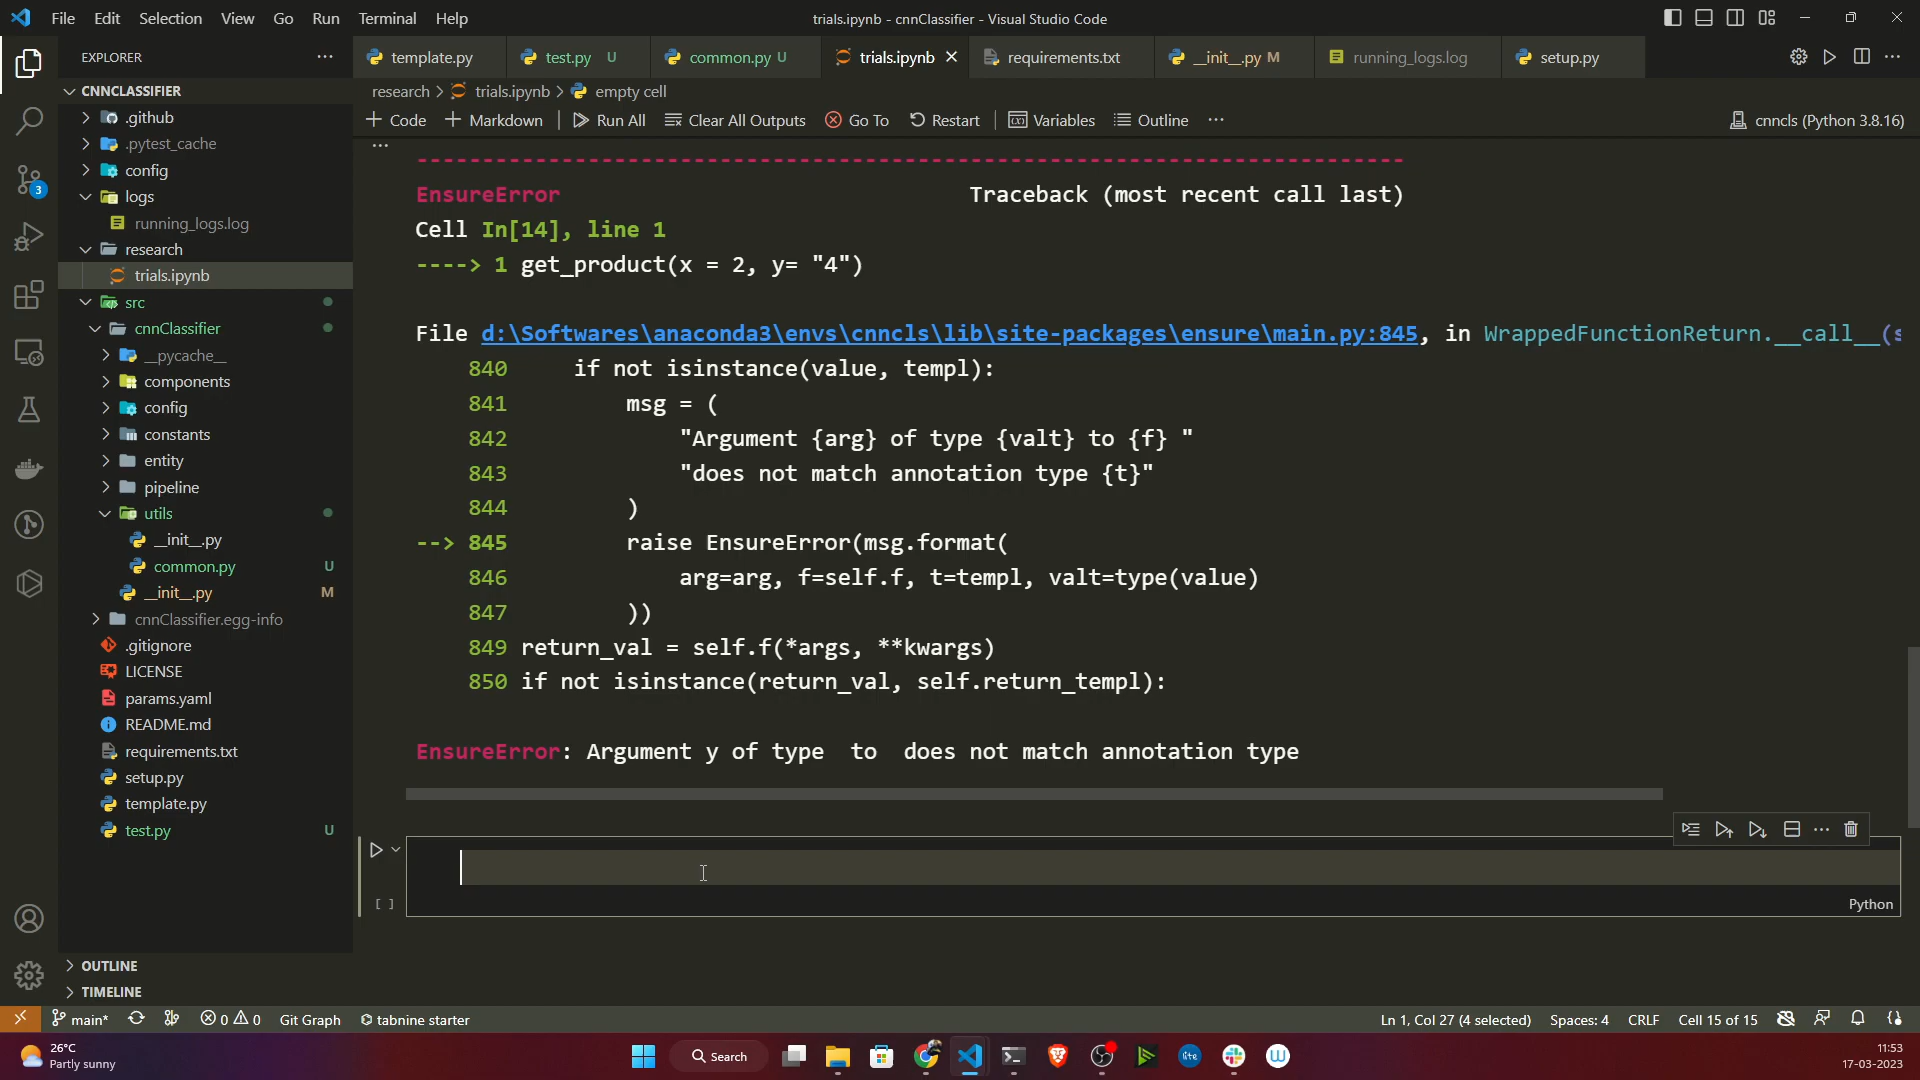 File Edit Selection View Go Run Terminal Help
trials.ipynb - cnnClassifier - Visual Studio Code
EXPLORER
template.py
test.py U
common.py U
trials.ipynb
requirements.txt
__init__.py M
running_logs.log
setup.py
CNNCLASSIFIER
research > trials.ipynb > empty cell
Code Markdown Run All Clear All Outputs Go To Restart Variables Outline ...
cnncls (Python 3.8.16)
.github
.pytest_cache
config
logs
running_logs.log
research
trials.ipynb
src
cnnClassifier
__pycache__
components
config
constants
entity
pipeline
utils
__init__.py
common.py U
__init__.py M
cnnClassifier.egg-info
.gitignore
LICENSE
params.yaml
README.md
requirements.txt
setup.py
template.py
test.py U
OUTLINE
TIMELINE
3
...
---------------------------------------------------------------------------
EnsureError Traceback (most recent call last)
Cell In[14], line 1
----> 1 get_product(x = 2, y= "4")
File d:\Softwares\anaconda3\envs\cnncls\lib\site-packages\ensure\main.py:845, in WrappedFunctionReturn.__call__(s
840 if not isinstance(value, templ):
841 msg = (
842 "Argument {arg} of type {valt} to {f} "
843 "does not match annotation type {t}"
844 )
--> 845 raise EnsureError(msg.format(
846 arg=arg, f=self.f, t=templ, valt=type(value)
847 ))
849 return_val = self.f(*args, **kwargs)
850 if not isinstance(return_val, self.return_templ):
EnsureError: Argument y of type to does not match annotation type
[ ]
Python
main* 0 0 Git Graph tabnine starter
Ln 1, Col 27 (4 selected) Spaces: 4 CRLF Cell 15 of 15
26°C
Partly sunny
Search
lite
11:53
17-03-2023